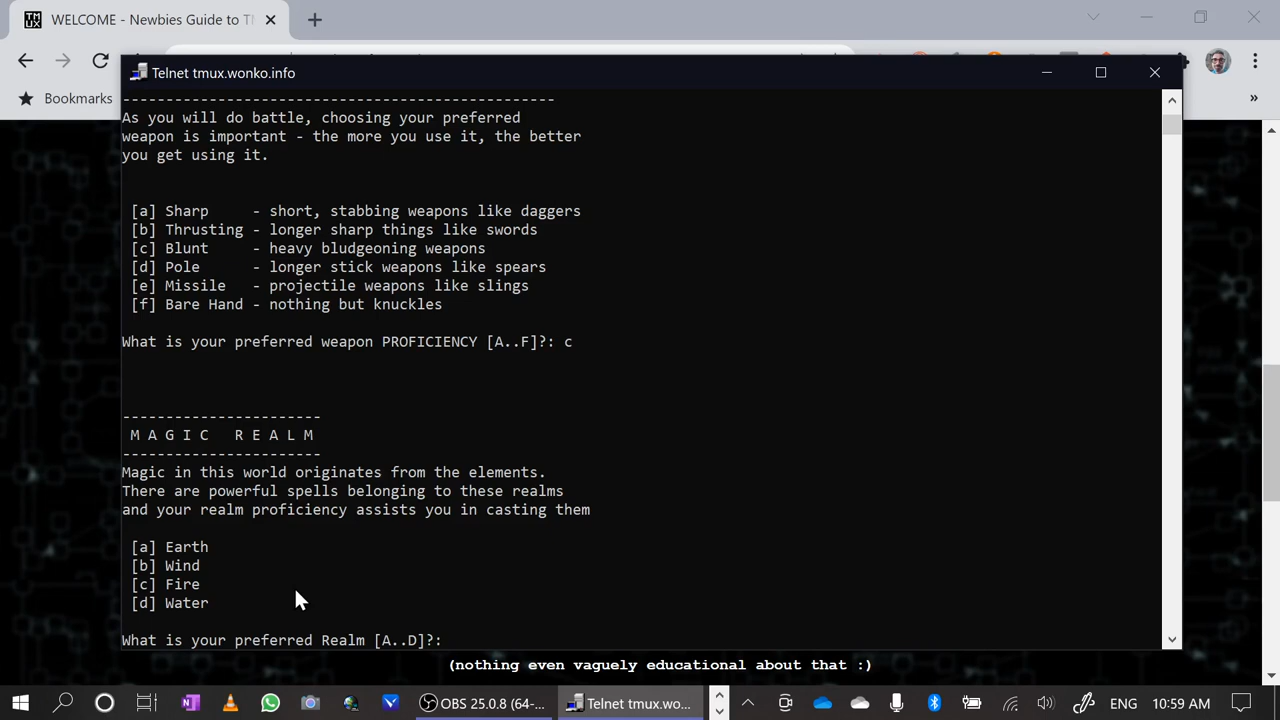 WELCOME - Newbies Guide to TM
Bookmarks
Telnet tmux.wonko.info
------------------------------------------------
As you will do battle, choosing your preferred
weapon is important - the more you use it, the better
you get using it.
[a] Sharp - short, stabbing weapons like daggers
[b] Thrusting - longer sharp things like swords
[c] Blunt - heavy bludgeoning weapons
[d] Pole - longer stick weapons like spears
[e] Missile - projectile weapons like slings
[f] Bare Hand - nothing but knuckles
What is your preferred weapon PROFICIENCY [A..F]?: c
-----------------------
M A G I C   R E A L M
-----------------------
Magic in this world originates from the elements.
There are powerful spells belonging to these realms
and your realm proficiency assists you in casting them
[a] Earth
[b] Wind
[c] Fire
[d] Water
What is your preferred Realm [A..D]?:
(nothing even vaguely educational about that :)
OBS 25.0.8 (64-...
Telnet tmux.wo...
ENG
10:59 AM